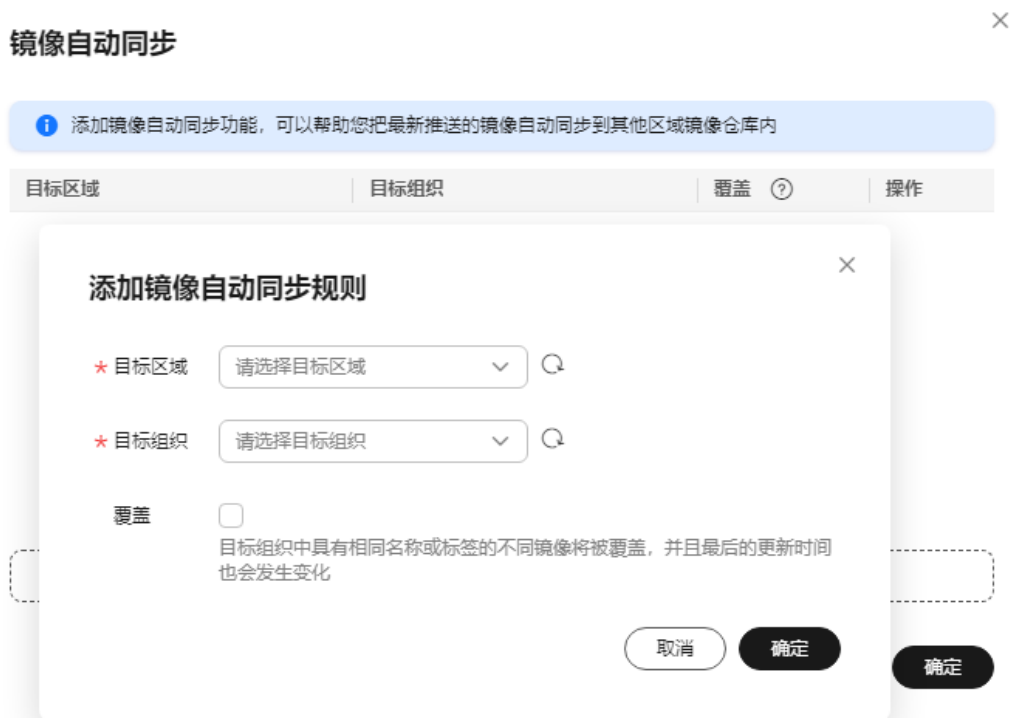 镜像自动同步
添加镜像自动同步功能，可以帮助您把最新推送的镜像自动同步到其他区域镜像仓库内
目标区域 目标组织 覆盖 ? 操作
添加镜像自动同步规则
* 目标区域 请选择目标区域
* 目标组织 请选择目标组织
覆盖
目标组织中具有相同名称或标签的不同镜像将被覆盖，并且最后的更新时间
也会发生变化
取消 确定
确定